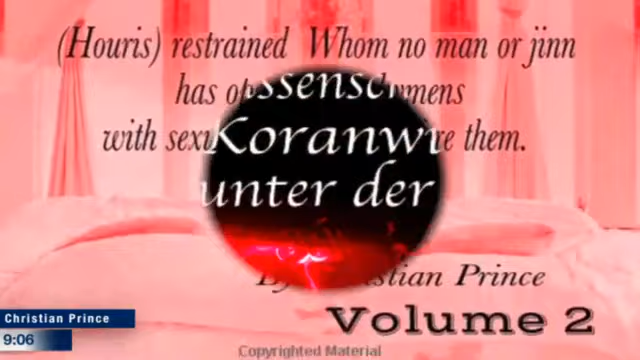 (Houris) restrained Whom no man or jinn
has
with
Koranwi
unter der
them.
Christian Prince
Volume 2
Christian Prince
9:06
Copyrighted Material